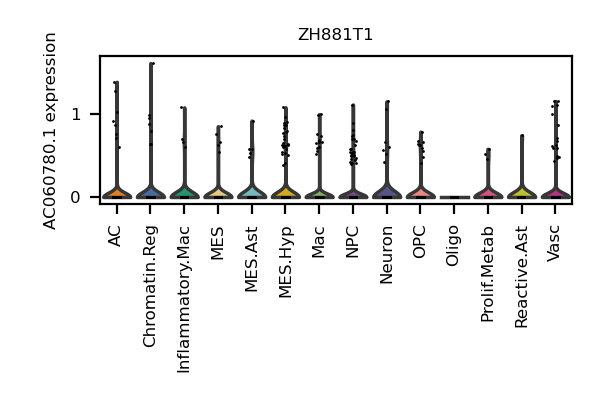 ZH881T1
AC060780.1 expression
1
0
AC
Chromatin.Reg
Inflammatory.Mac
MES
MES.Ast
MES.Hyp
Mac
NPC
Neuron
OPC
Oligo
Prolif.Metab
Reactive.Ast
Vasc